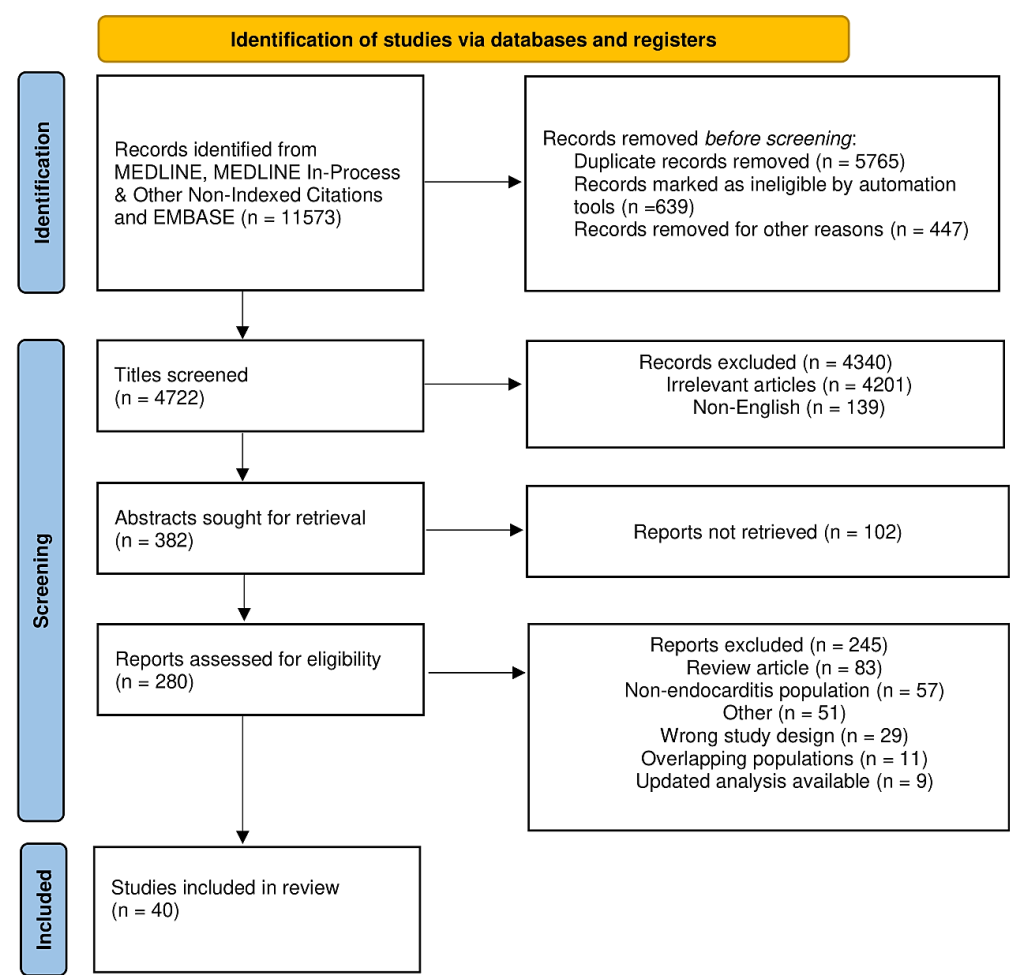 Identification of studies via databases and registers
Identification
Records identified from
MEDLINE, MEDLINE In-Process
& Other Non-Indexed Citations
and EMBASE (n = 11573)
Records removed before screening:
Duplicate records removed (n = 5765)
Records marked as ineligible by automation
tools (n =639)
Records removed for other reasons (n = 447)
Screening
Titles screened
(n = 4722)
Records excluded (n = 4340)
Irrelevant articles (n = 4201)
Non-English (n = 139)
Abstracts sought for retrieval
(n = 382)
Reports not retrieved (n = 102)
Reports assessed for eligibility
(n = 280)
Reports excluded (n = 245)
Review article (n = 83)
Non-endocarditis population (n = 57)
Other (n = 51)
Wrong study design (n = 29)
Overlapping populations (n = 11)
Updated analysis available (n = 9)
Included
Studies included in review
(n = 40)